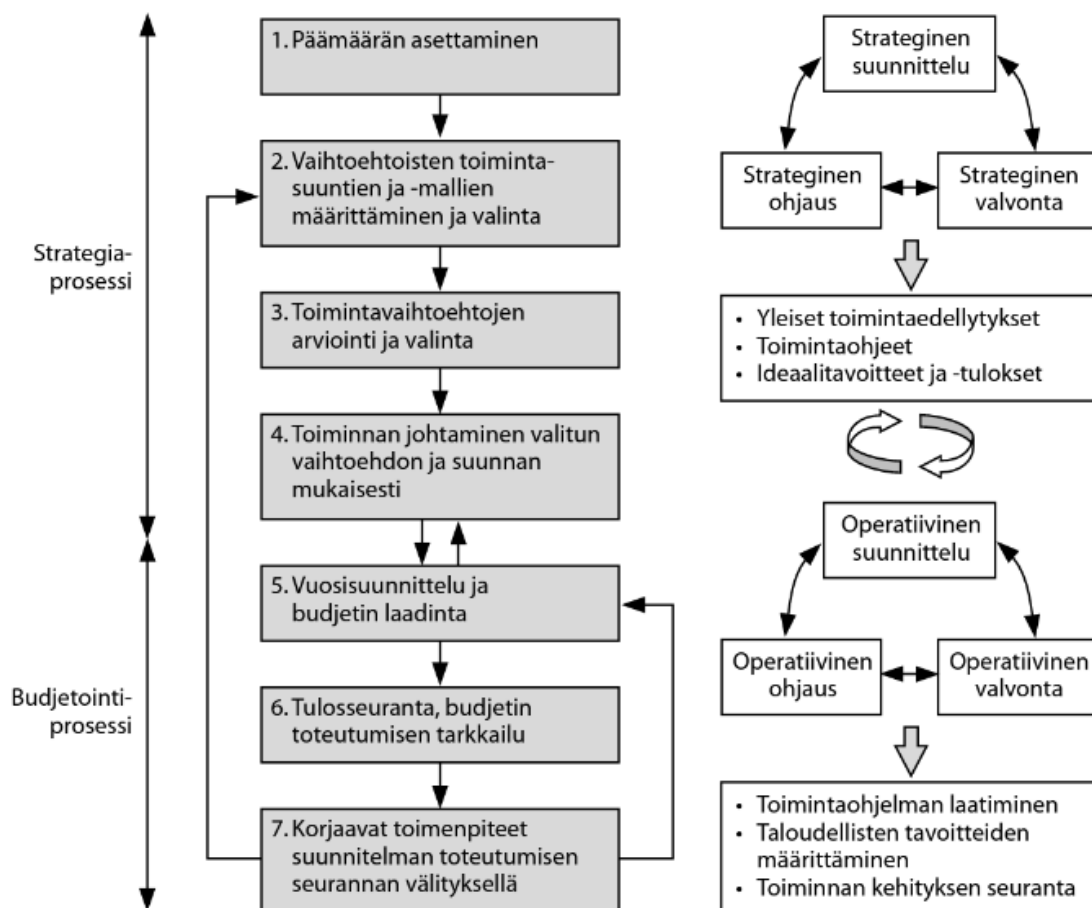 Strategia-
prosessi
Budjetointi-
prosessi
1. Päämäärän asettaminen
2. Vaihtoehtoisten toiminta-
suuntien ja -mallien
määrittäminen ja valinta
3. Toimintavaihtoehtojen
arviointi ja valinta
4. Toiminnan johtaminen valitun
vaihtoehdon ja suunnan
mukaisesti
5. Vuosisuunnittelu ja
budjetin laadinta
6. Tulosseuranta, budjetin
toteutumisen tarkkailu
7. Korjaavat toimenpiteet
suunnitelman toteutumisen
seurannan välityksellä
Strateginen
suunnittelu
Strateginen
ohjaus
Strateginen
valvonta
• Yleiset toimintaedellytykset
• Toimintaohjeet
• Ideaalitavoitteet ja -tulokset
Operatiivinen
suunnittelu
Operatiivinen
ohjaus
Operatiivinen
valvonta
• Toimintaohjelman laatiminen
• Taloudellisten tavoitteiden
määrittäminen
• Toiminnan kehityksen seuranta